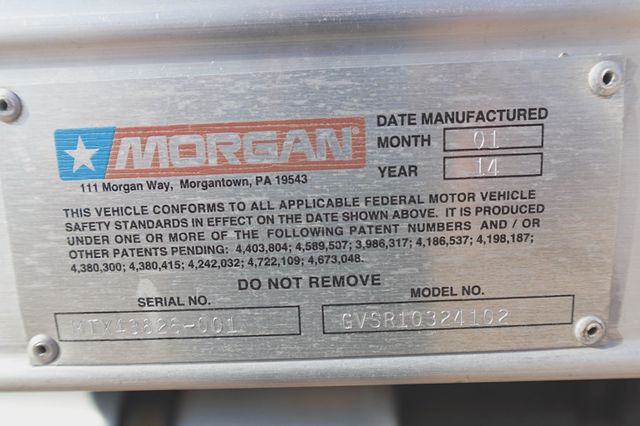 MORGAN®
111 Morgan Way, Morgantown, PA 19543
DATE MANUFACTURED
MONTH 01
YEAR 14
THIS VEHICLE CONFORMS TO ALL APPLICABLE FEDERAL MOTOR VEHICLE
SAFETY STANDARDS IN EFFECT ON THE DATE SHOWN ABOVE. IT IS PRODUCED
UNDER ONE OR MORE OF THE FOLLOWING PATENT NUMBERS AND / OR
OTHER PATENTS PENDING: 4,403,804; 4,589,537; 3,986,317; 4,186,537; 4,198,187;
4,380,300; 4,380,415; 4,242,032; 4,722,109; 4,673,048.
DO NOT REMOVE
SERIAL NO.
MODEL NO.
GVSR10324102